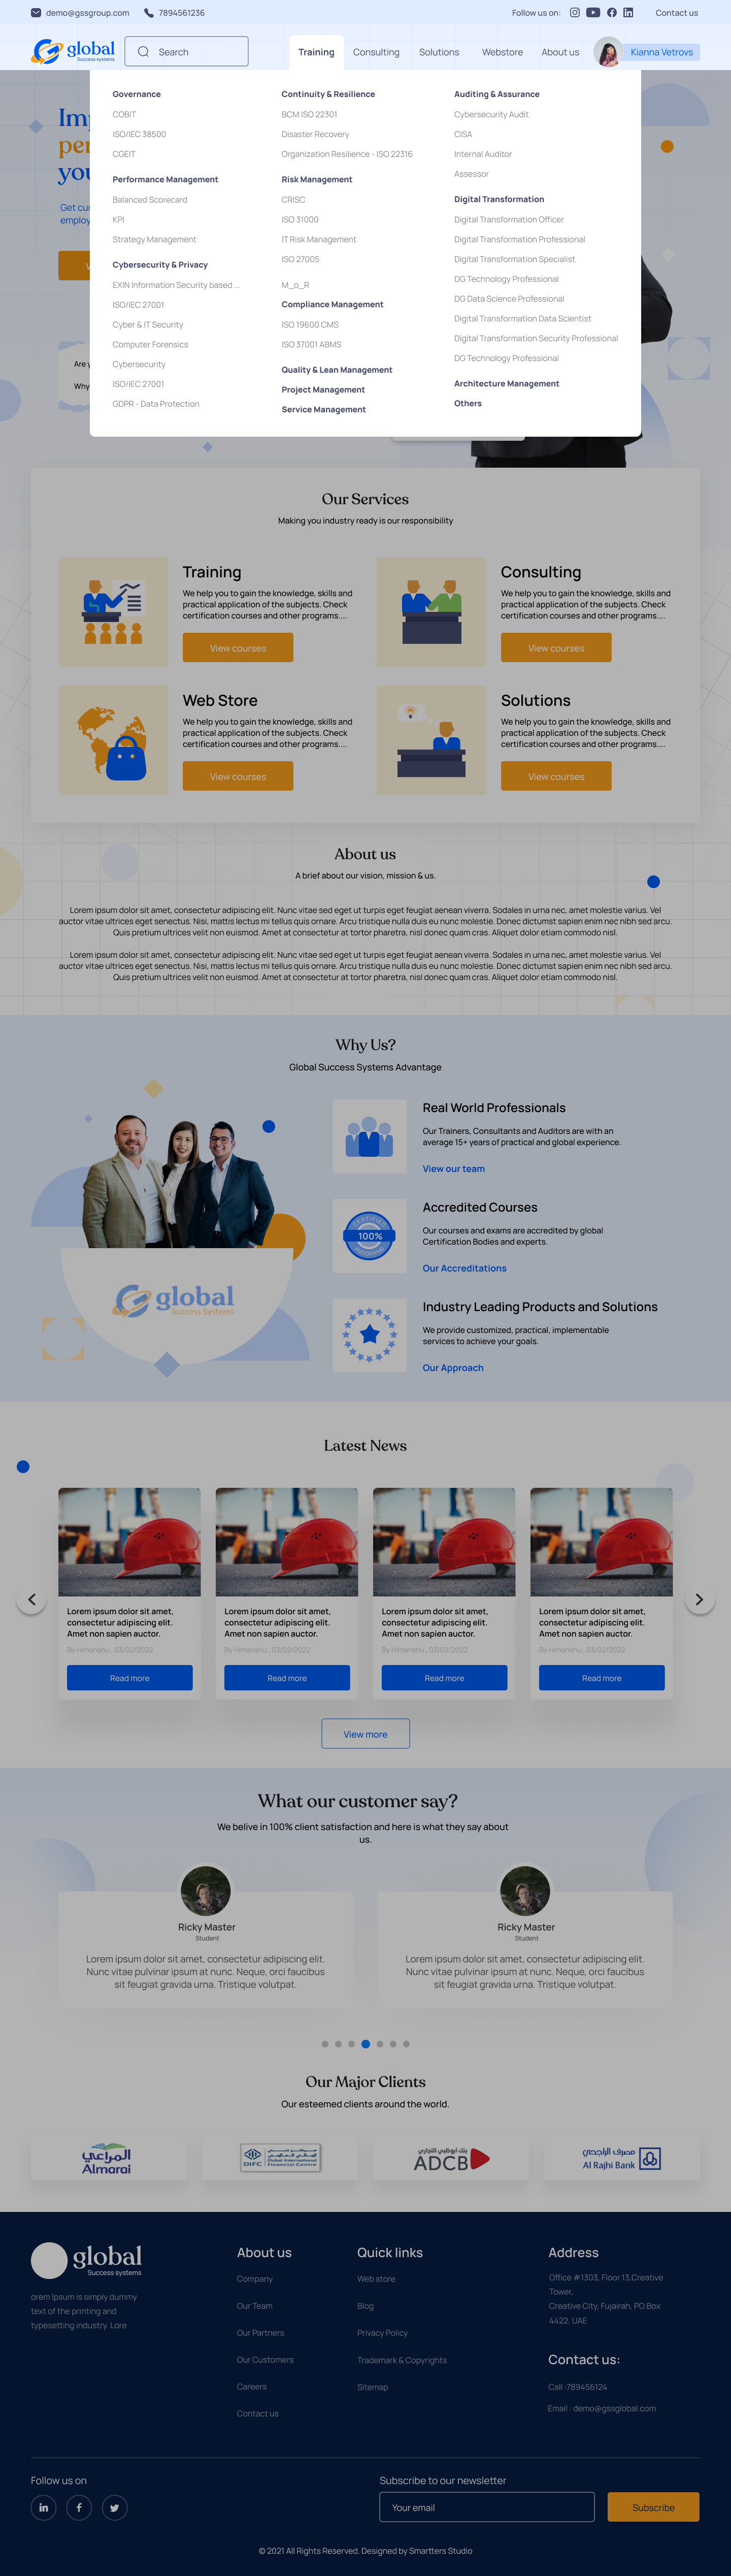 demo@gssgroup.com
7894561236
Follow us on:
Contact us
global
Success systems
Search
Training
Consulting
Solutions
Webstore
About us
Kianna Vetrovs
Governance
COBIT
ISO/IEC 38500
CGEIT
Performance Management
Balanced Scorecard
KPI
Strategy Management
Cybersecurity & Privacy
EXIN Information Security based ...
ISO/IEC 27001
Cyber & IT Security
Computer Forensics
Cybersecurity
ISO/IEC 27001
GDPR - Data Protection
Continuity & Resilience
BCM ISO 22301
Disaster Recovery
Organization Resilience - ISO 22316
Risk Management
CRISC
ISO 31000
IT Risk Management
ISO 27005
M_o_R
Compliance Management
ISO 19600 CMS
ISO 37001 ABMS
Quality & Lean Management
Project Management
Service Management
Auditing & Assurance
Cybersecurity Audit
CISA
Internal Auditor
Assessor
Digital Transformation
Digital Transformation Officer
Digital Transformation Professional
Digital Transformation Specialist
DG Technology Professional
DG Data Science Professional
Digital Transformation Data Scientist
Digital Transformation Security Professional
DG Technology Professional
Architecture Management
Others
Our Services
Making you industry ready is our responsibility
Training
We help you to gain the knowledge, skills and
practical application of the subjects. Check
certification courses and other programs....
View courses
Consulting
We help you to gain the knowledge, skills and
practical application of the subjects. Check
certification courses and other programs....
View courses
Web Store
We help you to gain the knowledge, skills and
practical application of the subjects. Check
certification courses and other programs....
View courses
Solutions
We help you to gain the knowledge, skills and
practical application of the subjects. Check
certification courses and other programs....
View courses
About us
A brief about our vision, mission & us.
Lorem ipsum dolor sit amet, consectetur adipiscing elit. Nunc vitae sed eget ut turpis eget feugiat aenean viverra. Sodales in urna nec, amet molestie varius. Vel
auctor vitae ultrices eget senectus. Nisi, mattis lectus mi tellus quis ornare. Arcu tristique nulla duis eu nunc molestie. Donec dictumst sapien enim nec nibh sed arcu.
Quis pretium ultrices velit non euismod. Amet at consectetur at tortor pharetra, nisl donec quam cras. Aliquet dolor etiam commodo nisl.
Lorem ipsum dolor sit amet, consectetur adipiscing elit. Nunc vitae sed eget ut turpis eget feugiat aenean viverra. Sodales in urna nec, amet molestie varius. Vel
auctor vitae ultrices eget senectus. Nisi, mattis lectus mi tellus quis ornare. Arcu tristique nulla duis eu nunc molestie. Donec dictumst sapien enim nec nibh sed arcu.
Quis pretium ultrices velit non euismod. Amet at consectetur at tortor pharetra, nisl donec quam cras. Aliquet dolor etiam commodo nisl.
Why Us?
Global Success Systems Advantage
global
Success Systems
Real World Professionals
Our Trainers, Consultants and Auditors are with an
average 15+ years of practical and global experience.
View our team
CERTIFIED
100%
PROGRAMS
Accredited Courses
Our courses and exams are accredited by global
Certification Bodies and experts.
Our Accreditations
Industry Leading Products and Solutions
We provide customized, practical, implementable
services to achieve your goals.
Our Approach
Latest News
Lorem ipsum dolor sit amet,
consectetur adipiscing elit.
Amet non sapien auctor.
By Himanshu . 03/02/2022
Read more
Lorem ipsum dolor sit amet,
consectetur adipiscing elit.
Amet non sapien auctor.
By Himanshu . 03/02/2022
Read more
Lorem ipsum dolor sit amet,
consectetur adipiscing elit.
Amet non sapien auctor.
By Himanshu . 03/02/2022
Read more
Lorem ipsum dolor sit amet,
consectetur adipiscing elit.
Amet non sapien auctor.
By Himanshu . 03/02/2022
Read more
View more
What our customer say?
We belive in 100% client satisfaction and here is what they say about
us.
Ricky Master
Student
Lorem ipsum dolor sit amet, consectetur adipiscing elit.
Nunc vitae pulvinar ipsum at nunc. Neque, orci faucibus
sit feugiat gravida urna. Tristique volutpat.
Ricky Master
Student
Lorem ipsum dolor sit amet, consectetur adipiscing elit.
Nunc vitae pulvinar ipsum at nunc. Neque, orci faucibus
sit feugiat gravida urna. Tristique volutpat.
Our Major Clients
Our esteemed clients around the world.
المراعي
Almarai
مركز دبي
المالي العالمي
DIFC
Dubai International
Financial Centre
بنك أبوظبي التجاري
ADCB
مصرف الراجحي
Al Rajhi Bank
global
Success systems
orem Ipsum is simply dummy
text of the printing and
typesetting industry. Lore
About us
Company
Our Team
Our Partners
Our Customers
Careers
Contact us
Quick links
Web store
Blog
Privacy Policy
Trademark & Copyrights
Sitemap
Address
Office #1303, Floor 13,Creative
Tower,
Creative City, Fujairah, PO Box
4422, UAE
Contact us:
Call :789456124
Email : demo@gssglobal.com
Follow us on
Subscribe to our newsletter
Your email
Subscribe
© 2021 All Rights Reserved. Designed by Smartters Studio